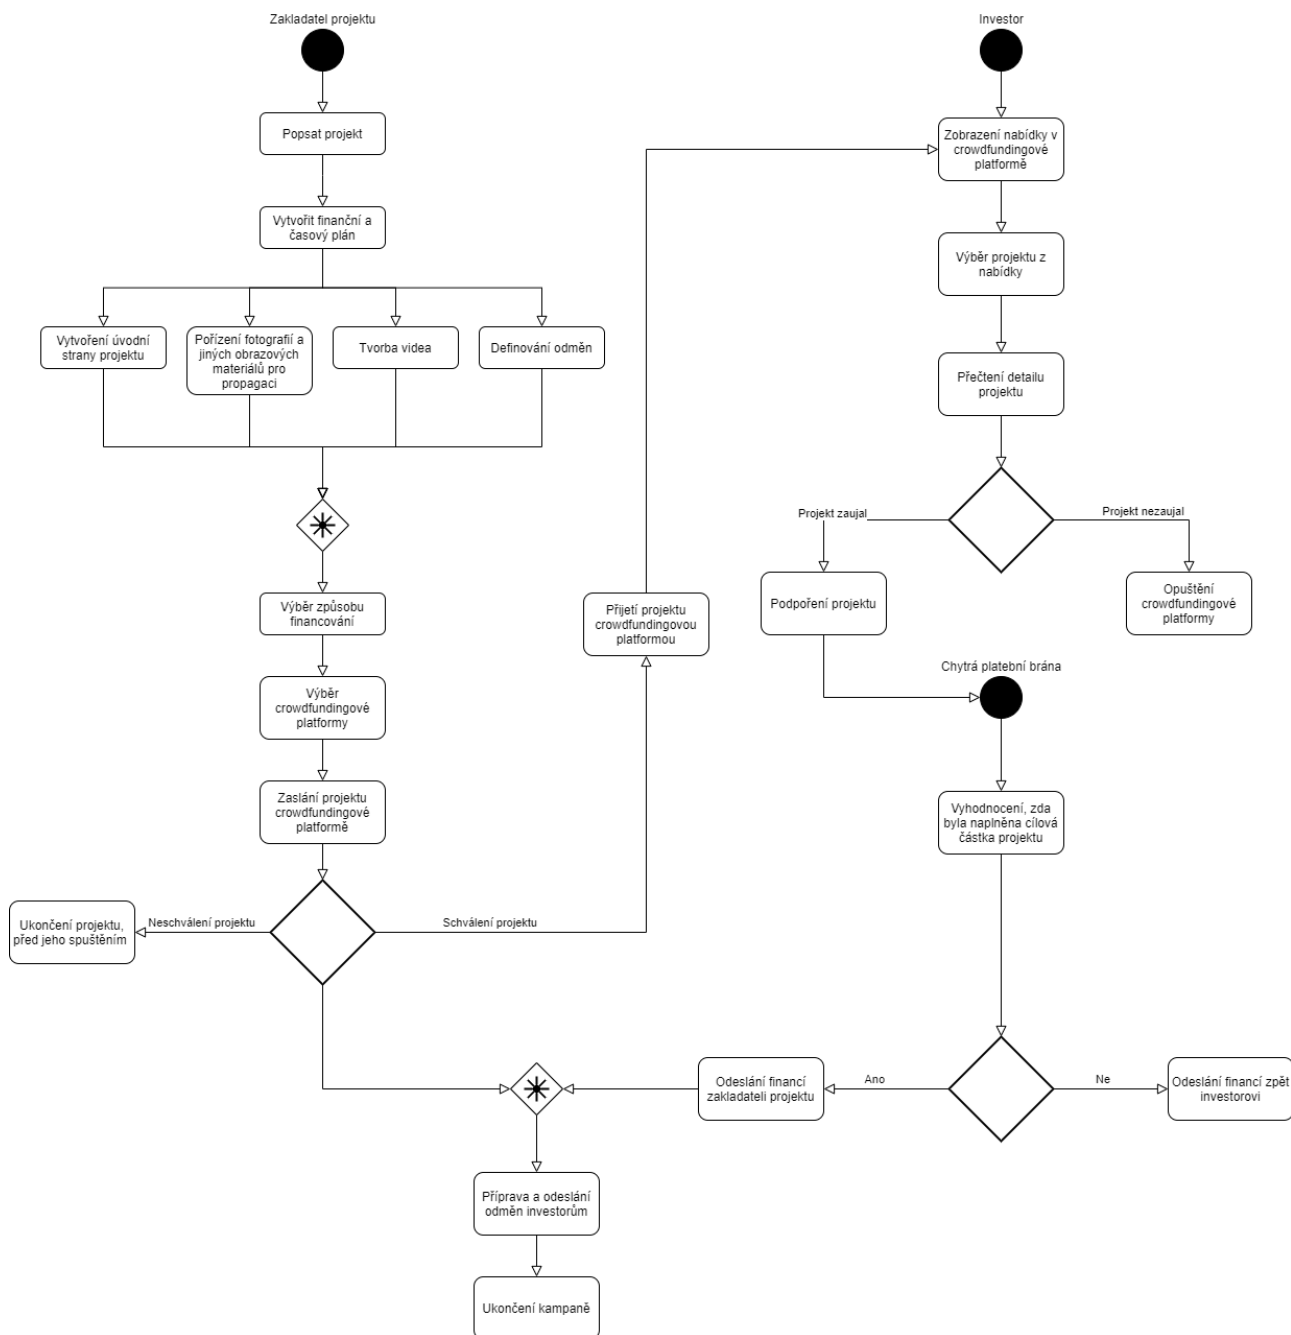 Zakladatel projektu
Investor
Popsat projekt
Zobrazení nabídky v
crowdfundingové
platformě
Vytvořit finanční a
časový plán
Výběr projektu z
nabídky
Vytvoření úvodní
strany projektu
Pořízení fotografií a
jiných obrazových
materiálů pro
propagaci
Tvorba videa
Definování odměn
Přečtení detailu
projektu
Projekt zaujal
Projekt nezaujal
Výběr způsobu
financování
Přijetí projektu
crowdfundingovou
platformou
Podpoření projektu
Opuštění
crowdfundingové
platformy
Výběr
crowdfundingové
platformy
Chytrá platební brána
Zaslání projektu
crowdfundingové
platformě
Vyhodnocení, zda
byla naplněna cílová
částka projektu
Ukončení projektu,
před jeho spuštěním
Neschválení projektu
Schválení projektu
Odeslání financí
zakladateli projektu
Ano
Ne
Odeslání financí zpět
investorovi
Příprava a odeslání
odměn investorům
Ukončení kampaně